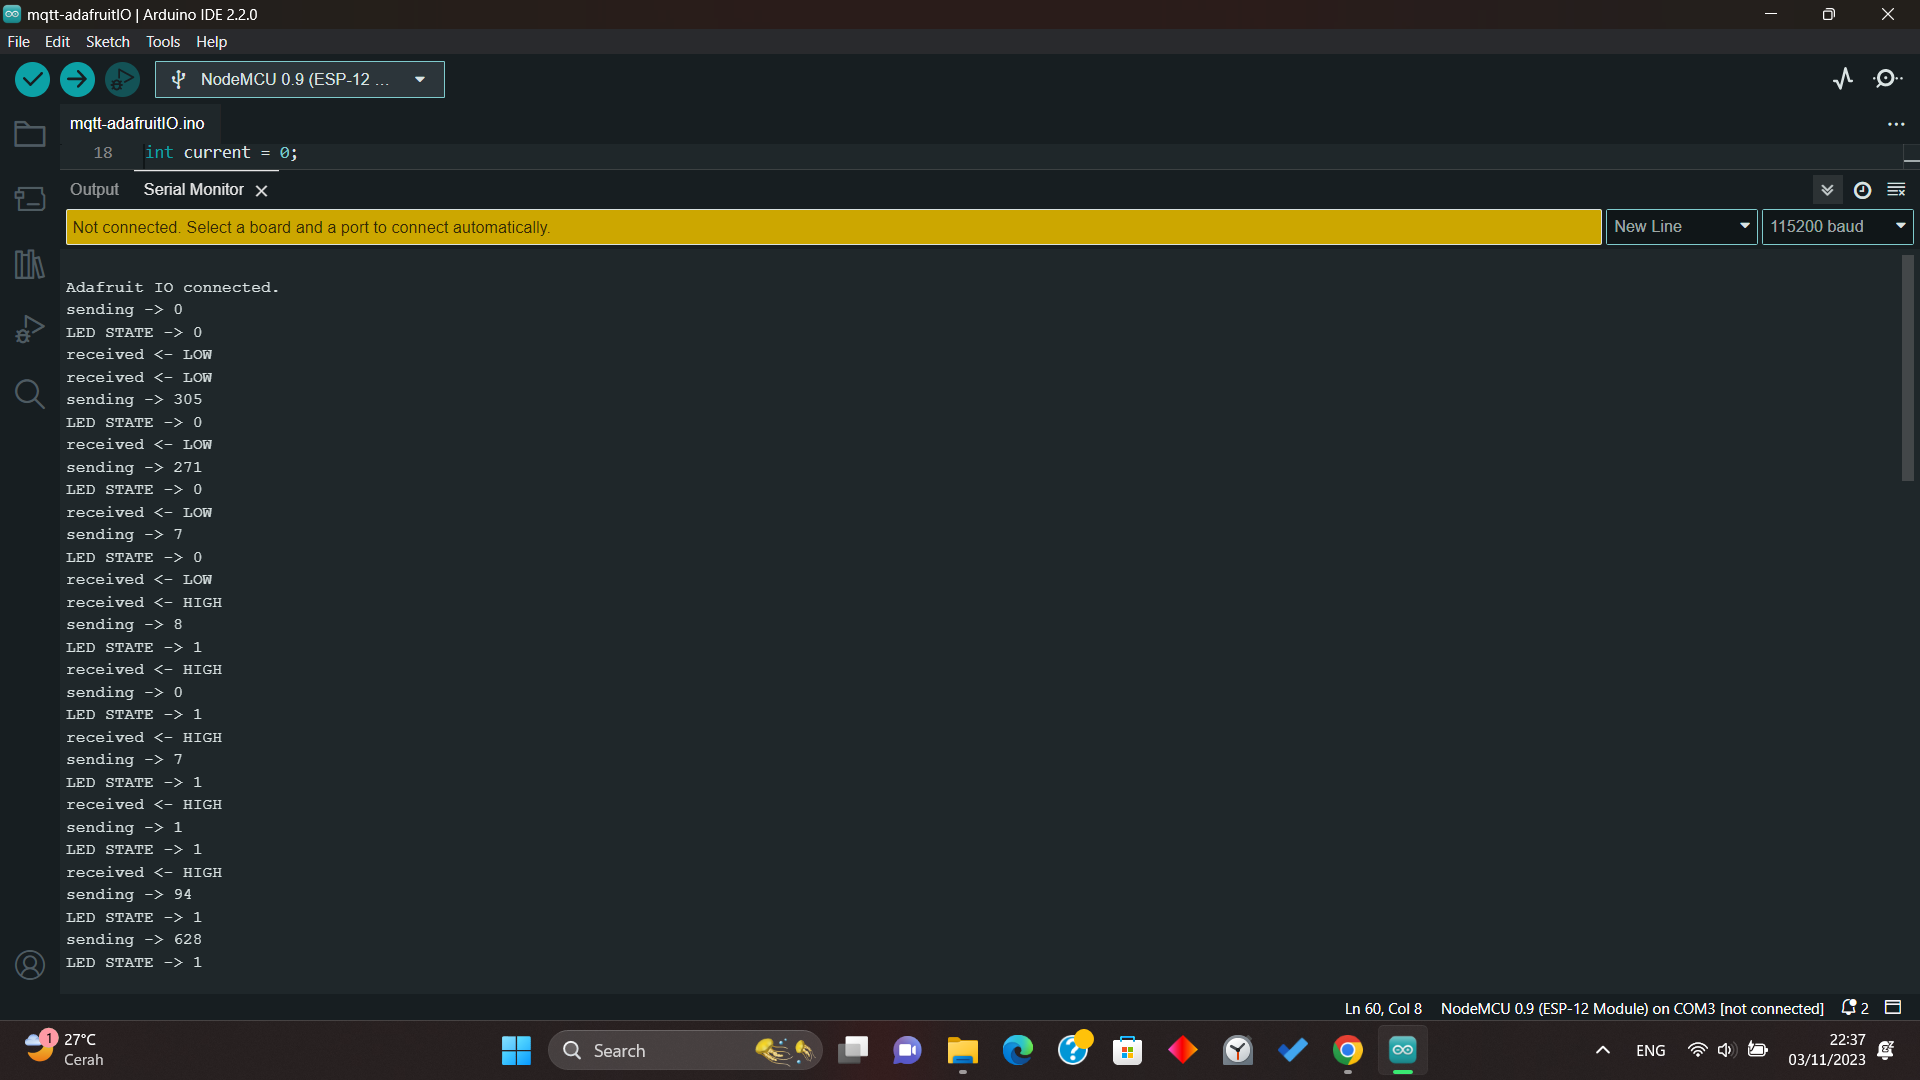 mqtt-adafruitIO | Arduino IDE 2.2.0
File Edit Sketch Tools Help
NodeMCU 0.9 (ESP-12 ...
mqtt-adafruitIO.ino
18 int current = 0;
Output Serial Monitor
Not connected. Select a board and a port to connect automatically.
New Line
115200 baud
Adafruit IO connected.
sending -> 0
LED STATE -> 0
received <- LOW
received <- LOW
sending -> 305
LED STATE -> 0
received <- LOW
sending -> 271
LED STATE -> 0
received <- LOW
sending -> 7
LED STATE -> 0
received <- LOW
received <- HIGH
sending -> 8
LED STATE -> 1
received <- HIGH
sending -> 0
LED STATE -> 1
received <- HIGH
sending -> 7
LED STATE -> 1
received <- HIGH
sending -> 1
LED STATE -> 1
received <- HIGH
sending -> 94
LED STATE -> 1
sending -> 628
LED STATE -> 1
Ln 60, Col 8 NodeMCU 0.9 (ESP-12 Module) on COM3 [not connected] 2
1
27°C
Cerah
Search
ENG
22:37
03/11/2023